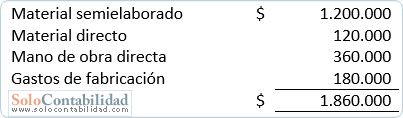 Material semielaborado $ 1.200.000
Material directo 120.000
Mano de obra directa 360.000
Gastos de fabricación 180.000
$ 1.860.000
SoloContabilidad
www.solocontabilidad.com